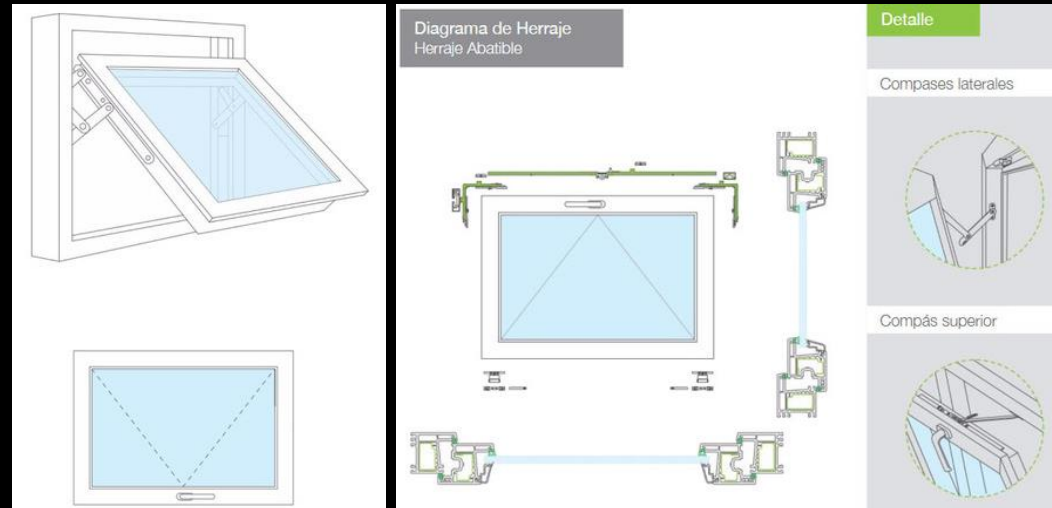 Diagrama de Herraje
Herraje Abatible
Detalle
Compases laterales
Compás superior